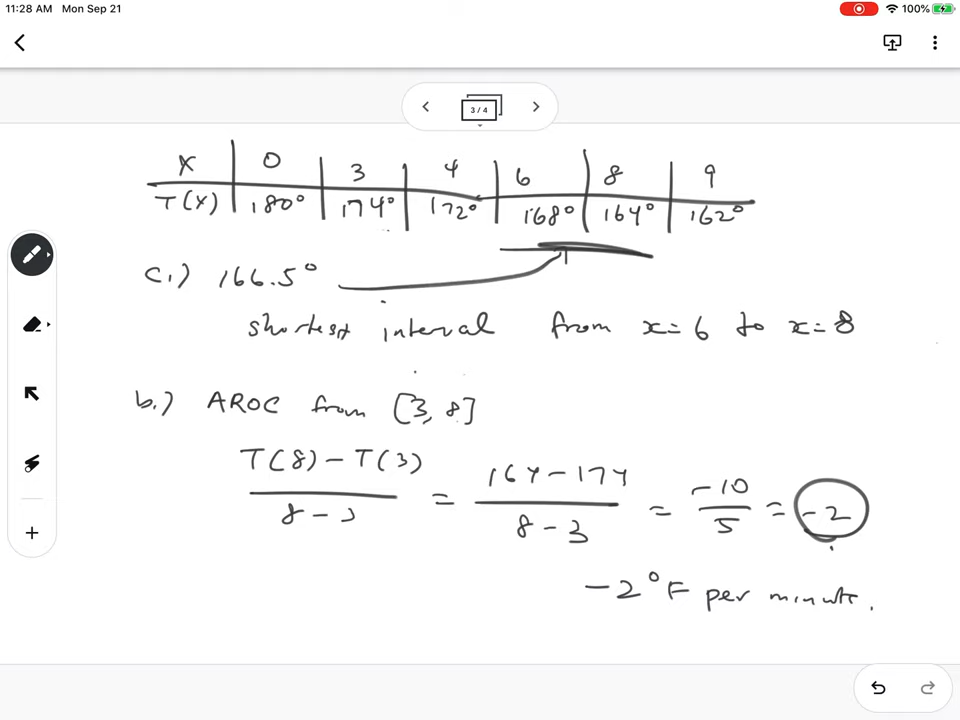 11:28 AM Mon Sep 21
100%
3 / 4
X 0 3 4 6 8 9
T(X) 180° 174° 172° 168° 164° 162°
C.) 166.5°
shortest interval from x=6 to x=8
b.) AROC from [3, 8]
T(8) - T(3) / 8 - 3 = 164 - 174 / 8 - 3 = -10 / 5 = -2
-2°F per minute.